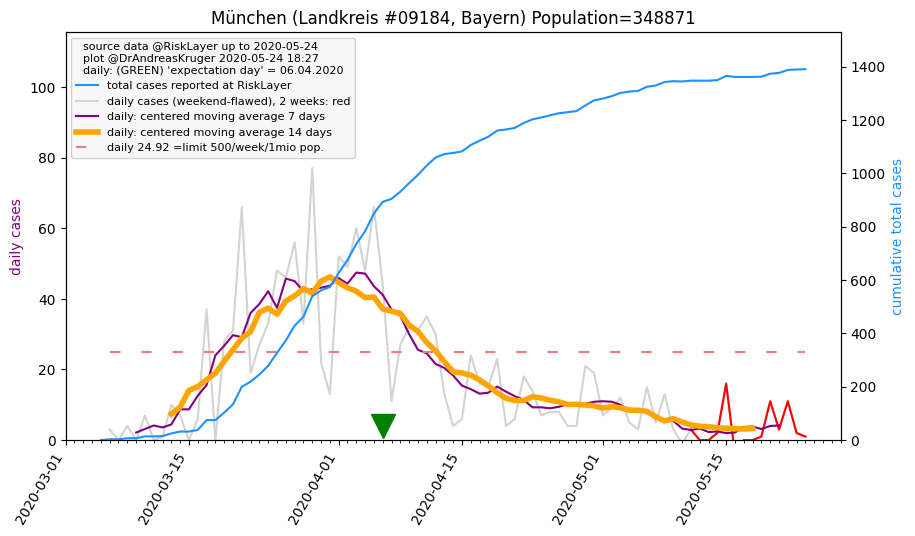 München (Landkreis #09184, Bayern) Population=348871
source data @RiskLayer up to 2020-05-24
plot @DrAndreasKruger 2020-05-24 18:27
daily: (GREEN) 'expectation day' = 06.04.2020
total cases reported at RiskLayer
daily cases (weekend-flawed), 2 weeks: red
daily: centered moving average 7 days
daily: centered moving average 14 days
daily 24.92 =limit 500/week/1mio pop.
daily cases
100
80
60
40
20
0
cumulative total cases
1400
1200
1000
800
600
400
200
0
2020-03-01
2020-03-15
2020-04-01
2020-04-15
2020-05-01
2020-05-15